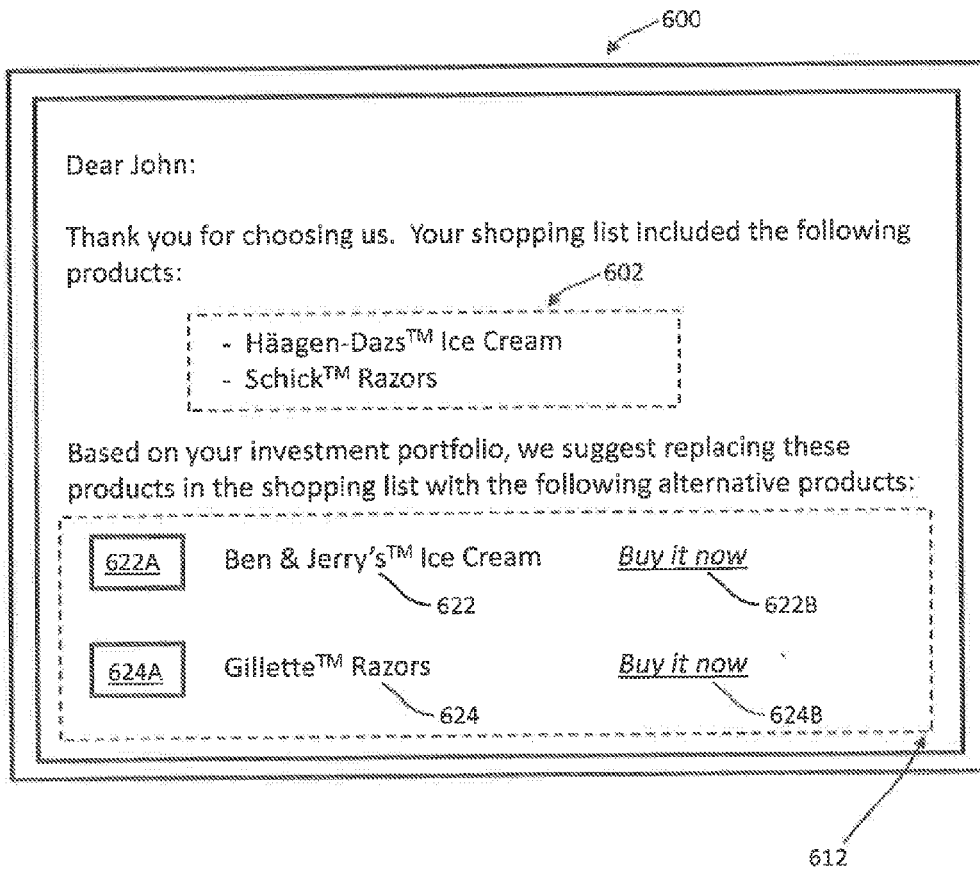 600
Dear John:
Thank you for choosing us. Your shopping list included the following
products:
602
- Häagen-Dazs™ Ice Cream
- Schick™ Razors
Based on your investment portfolio, we suggest replacing these
products in the shopping list with the following alternative products:
622A Ben & Jerry's™ Ice Cream Buy it now
622 622B
624A Gillette™ Razors Buy it now
624 624B
612